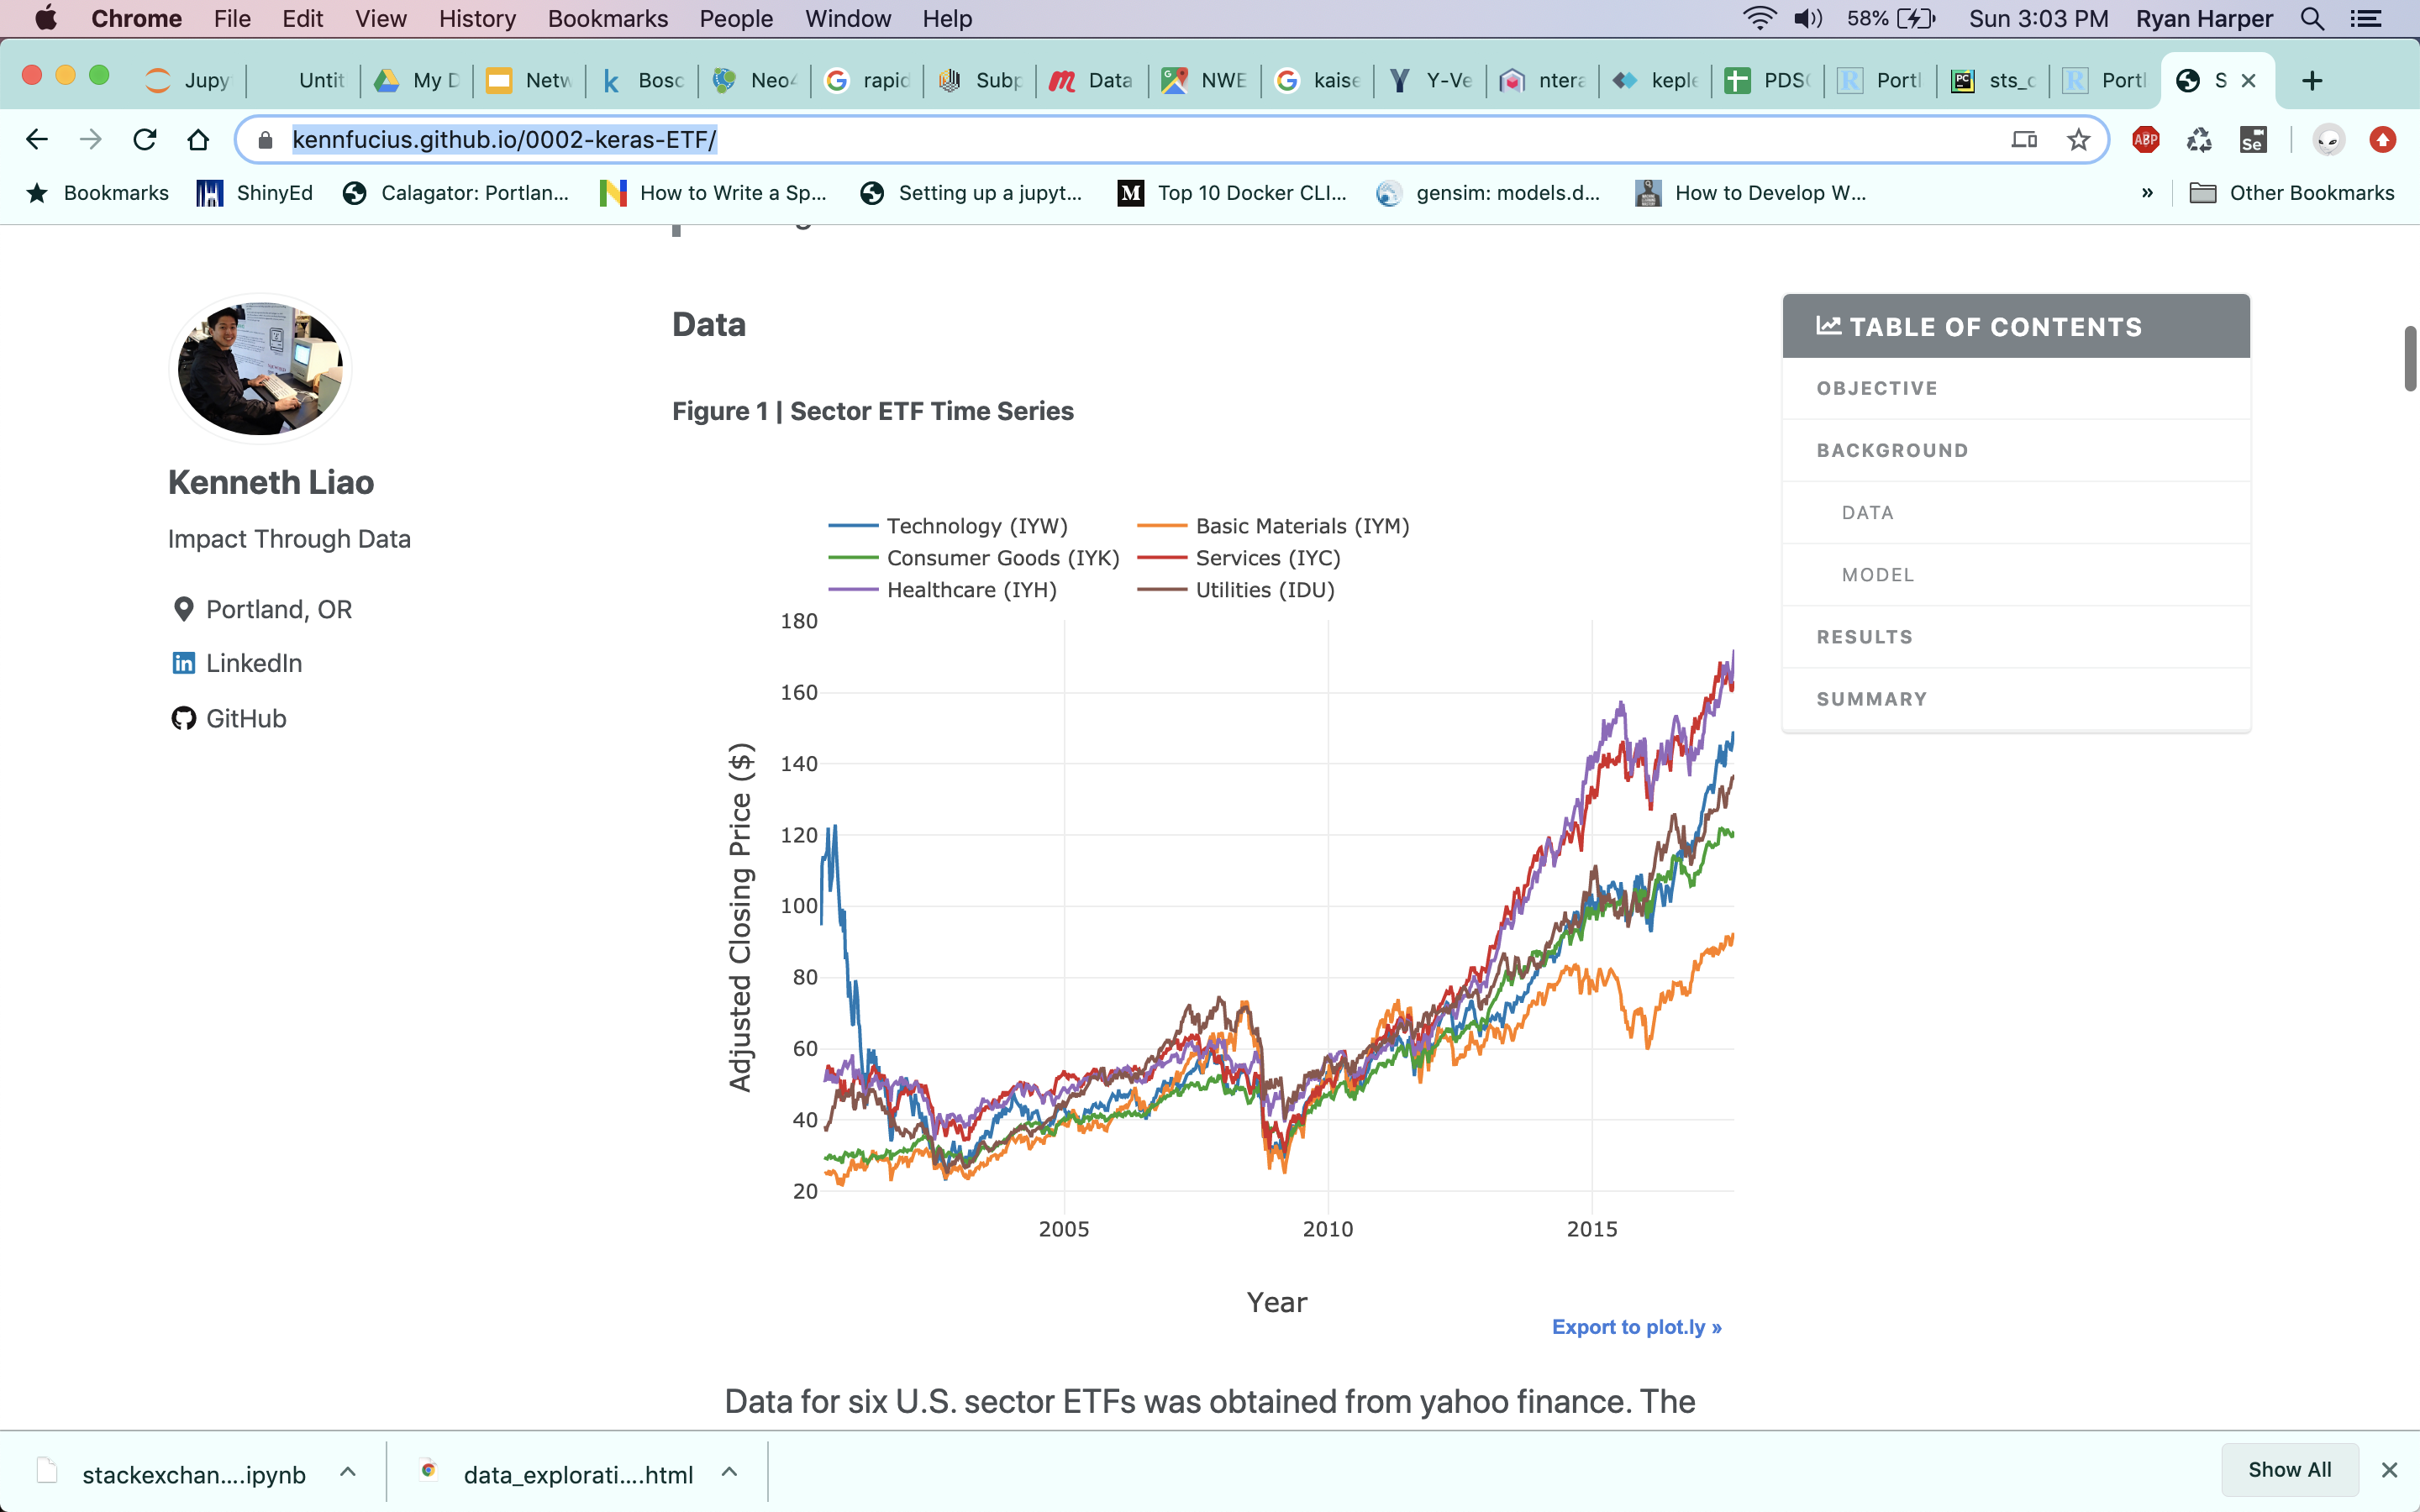 Chrome File Edit View History Bookmarks People Window Help 58% Sun 3:03 PM Ryan Harper
Jupy Untit My D Netw Bosc Neo4 rapid Subp Data NWE kaise Y-Ve ntera keple PDSC Portl sts_c Portl S
kennfucius.github.io/0002-keras-ETF/ ABP Se
Bookmarks ShinyEd Calagator: Portlan... How to Write a Sp... Setting up a jupyt... Top 10 Docker CLI... gensim: models.d... How to Develop W... » Other Bookmarks
Kenneth Liao
Impact Through Data
Portland, OR
LinkedIn
GitHub
Data
Figure 1 | Sector ETF Time Series
Technology (IYW) Basic Materials (IYM)
Consumer Goods (IYK) Services (IYC)
Healthcare (IYH) Utilities (IDU)
180
160
140
120
100
80
60
40
20
Adjusted Closing Price ($)
2005 2010 2015
Year
Export to plot.ly »
Data for six U.S. sector ETFs was obtained from yahoo finance. The
TABLE OF CONTENTS
OBJECTIVE
BACKGROUND
DATA
MODEL
RESULTS
SUMMARY
stackexchan....ipynb data_explorati....html Show All